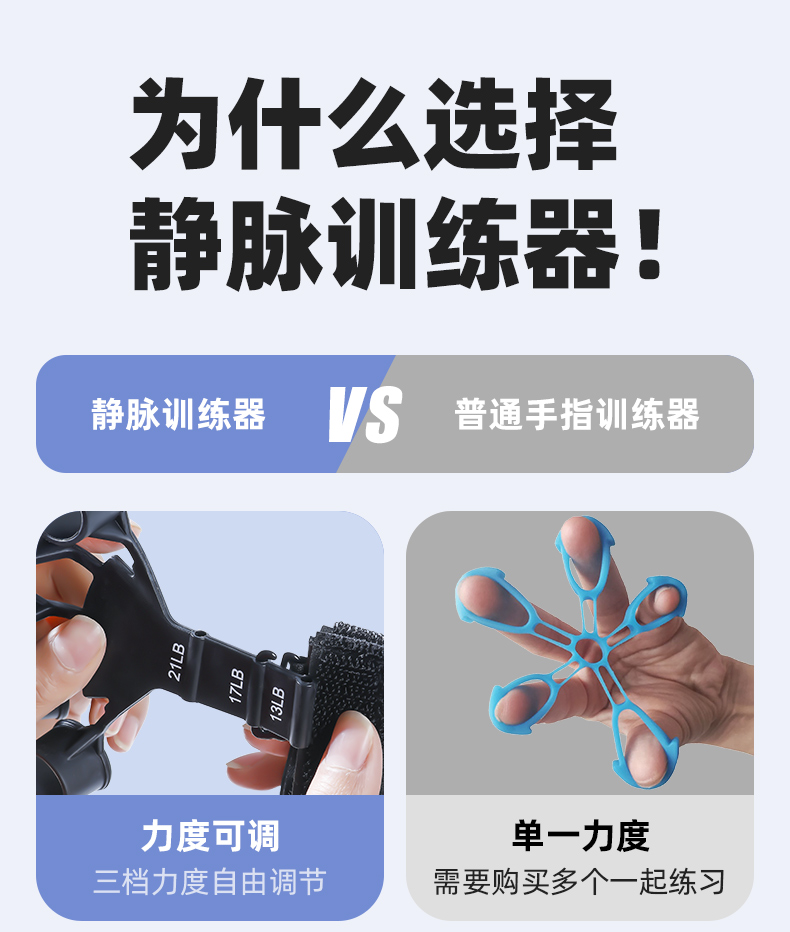 为什么选择
静脉训练器!
静脉训练器 VS 普通手指训练器
21LB
17LB
13LB
力度可调
三档力度自由调节
单一力度
需要购买多个一起练习